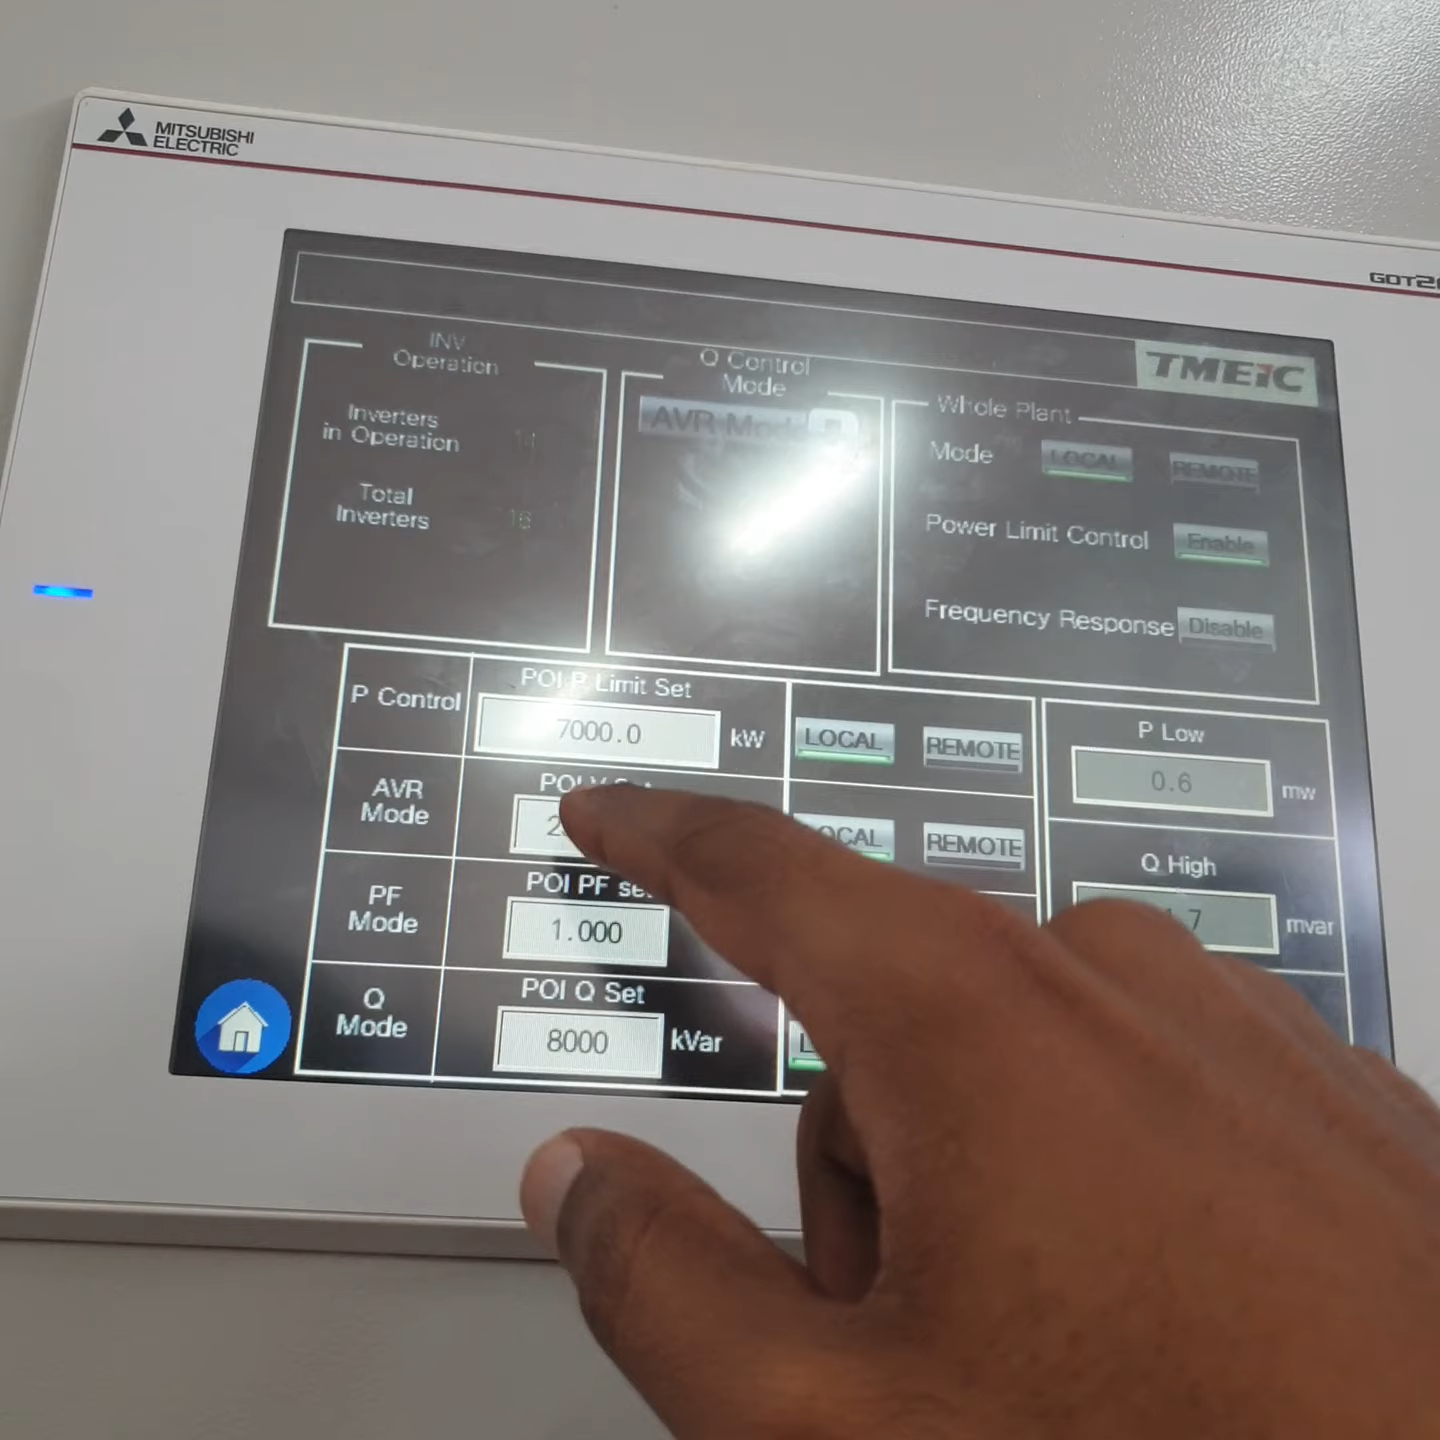 MITSUBISHI
ELECTRIC
TMEIC
INV
Operation
Inverters
in Operation
Total
Inverters
16
Q Control
Mode
AVR Mode
Whole Plant
Mode
LOCAL
REMOTE
Power Limit Control
Enable
Frequency Response
Disable
P Control
POI P Limit Set
7000.0
kW
LOCAL
REMOTE
AVR
Mode
POI V Set
REMOTE
PF
Mode
POI PF set
1.000
Q
Mode
POI Q Set
8000
kVar
P Low
0.6
mw
Q High
mvar